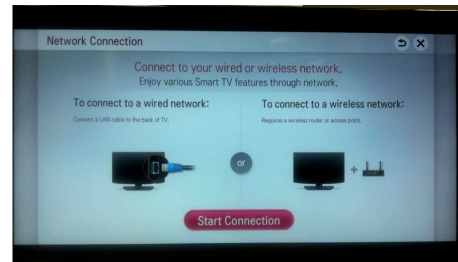 Network Connection
Connect to your wired or wireless network.
Enjoy various Smart TV features through network.
To connect to a wired network:
Connect a LAN cable to the back of TV.
To connect to a wireless network:
Requires a wireless router or access point.
or
+
Start Connection